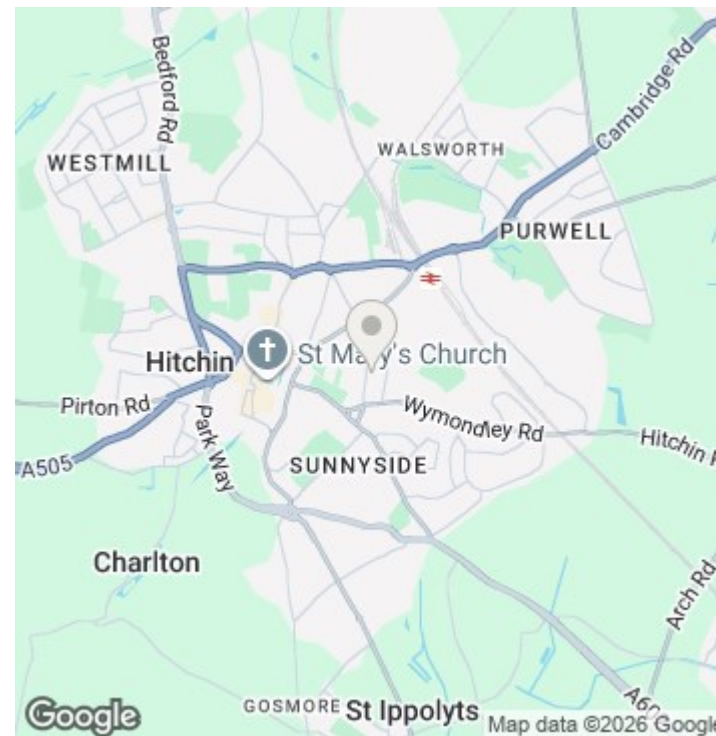 Bedford Rd
Cambridge Rd
WALSWORTH
WESTMILL
PURWELL
St Mary's Church
Hitchin
Pirton Rd
Wymondley Rd
Park Way
Hitchin R
A505
SUNNYSIDE
Charlton
Arch Rd
A60
GOSMORE
St Ippolyts
Google
Map data ©2026 Google